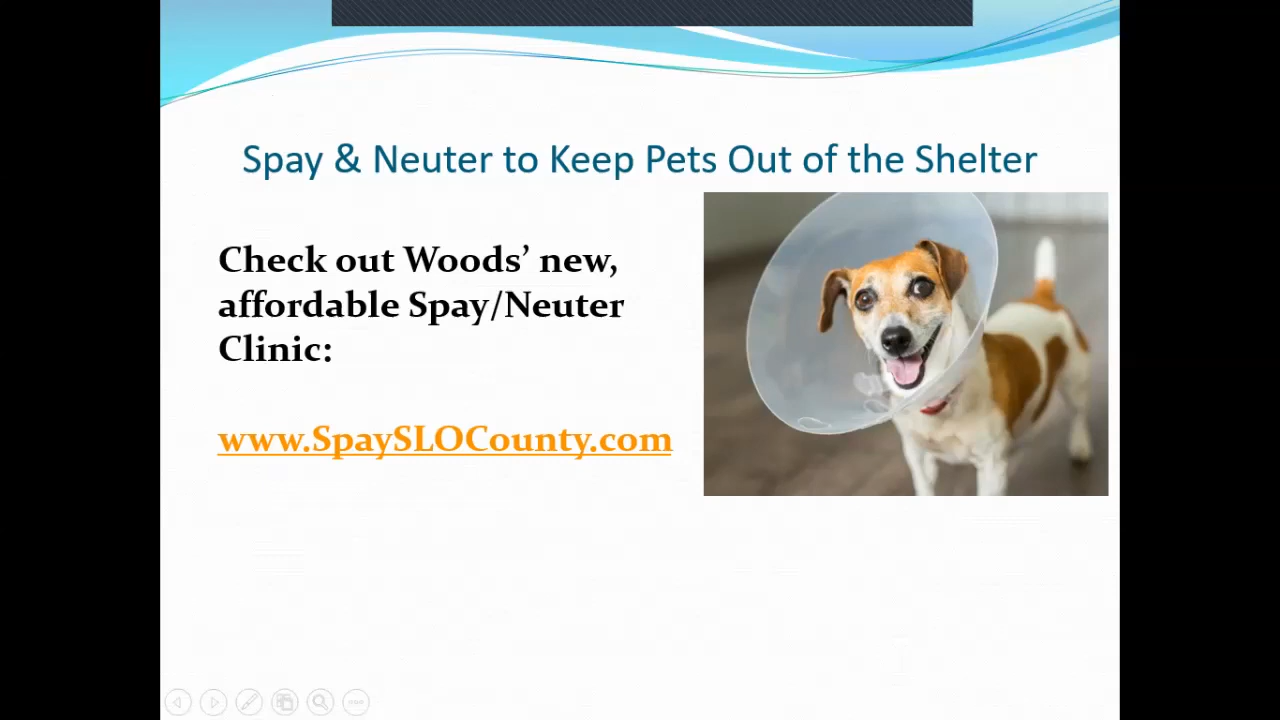 Spay & Neuter to Keep Pets Out of the Shelter
Check out Woods’ new,
affordable Spay/Neuter
Clinic:
www.SpaySLOCounty.com